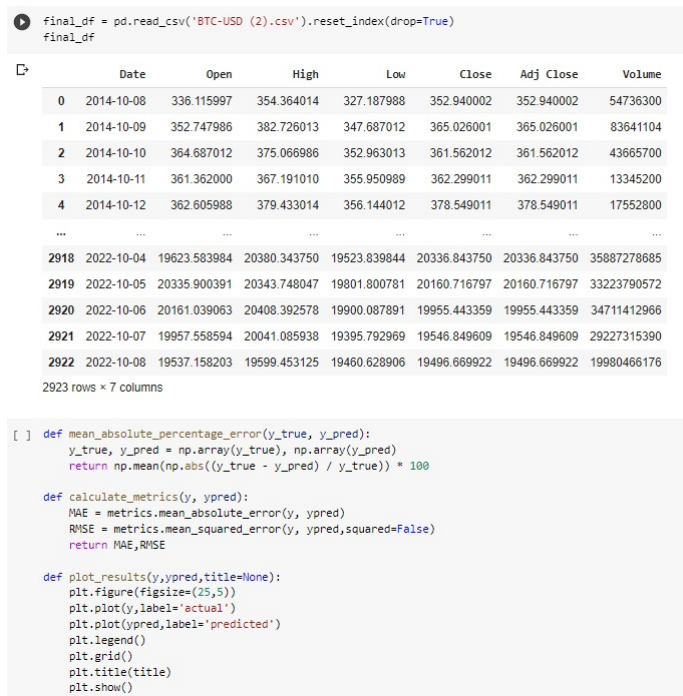 final_df = pd.read_csv('BTC-USD (2).csv').reset_index(drop=True)
final_df
Date Open High Low Close Adj Close Volume
0 2014-10-08 336.115997 354.364014 327.187988 352.940002 352.940002 54736300
1 2014-10-09 352.747986 382.726013 347.687012 365.026001 365.026001 83641104
2 2014-10-10 364.687012 375.066986 352.963013 361.562012 361.562012 43665700
3 2014-10-11 361.362000 367.191010 355.950989 362.299011 362.299011 13345200
4 2014-10-12 362.605988 379.433014 356.144012 378.549011 378.549011 17552800
... ... ... ... ... ... ... ...
2918 2022-10-04 19623.583984 20380.343750 19523.839844 20336.843750 20336.843750 35887278685
2919 2022-10-05 20335.900391 20343.748047 19801.800781 20160.716797 20160.716797 33223790572
2920 2022-10-06 20161.039063 20408.392578 19900.087891 19955.443359 19955.443359 34711412966
2921 2022-10-07 19957.558594 20041.085938 19395.792969 19546.849609 19546.849609 29227315390
2922 2022-10-08 19537.158203 19599.453125 19460.628906 19496.669922 19496.669922 19980466176
2923 rows × 7 columns
[ ] def mean_absolute_percentage_error(y_true, y_pred):
y_true, y_pred = np.array(y_true), np.array(y_pred)
return np.mean(np.abs((y_true - y_pred) / y_true)) * 100
def calculate_metrics(y, ypred):
MAE = metrics.mean_absolute_error(y, ypred)
RMSE = metrics.mean_squared_error(y, ypred,squared=False)
return MAE,RMSE
def plot_results(y,ypred,title=None):
plt.figure(figsize=(25,5))
plt.plot(y,label='actual')
plt.plot(ypred,label='predicted')
plt.legend()
plt.grid()
plt.title(title)
plt.show()